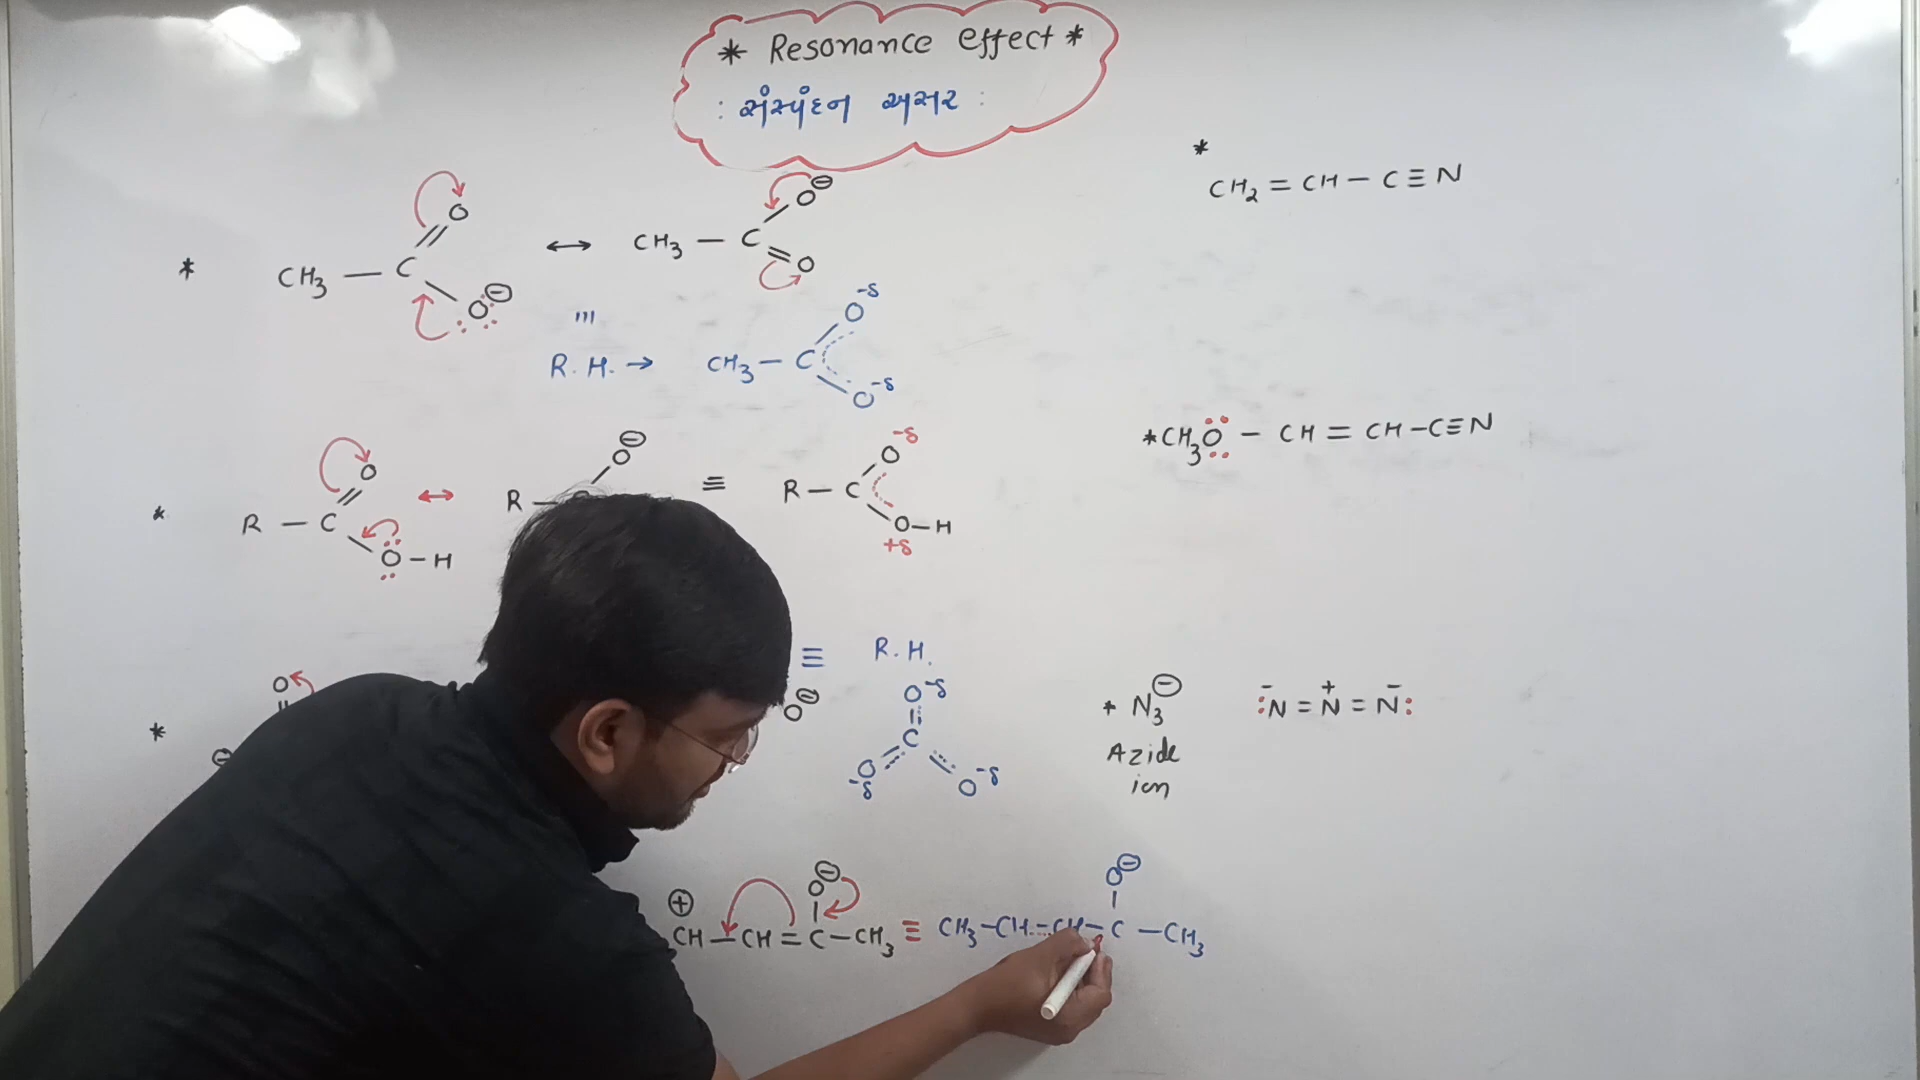 * Resonance effect *
: સંસ્પંદન અસર :
* CH₃ — C = O
O⊖
↔ CH₃ — C = O
O⊖
≡
R. H. → CH₃ — C
O -δ
O -δ
* R — C = O
O — H
↔ R —
O⊖
≡ R — C
O -δ
O — H
+δ
* O
⊖
O⊖
≡ R. H.
O -δ
C
O -δ
O -δ
⊕ O⊖
CH — CH = C — CH₃ ≡ CH₃ — CH — CH — C — CH₃
O⊖
*
CH₂ = CH — C ≡ N
* CH₃O — CH = CH — C ≡ N
* N₃⊖
Azide
ion
:N⁻ = N⁺ = N⁻: